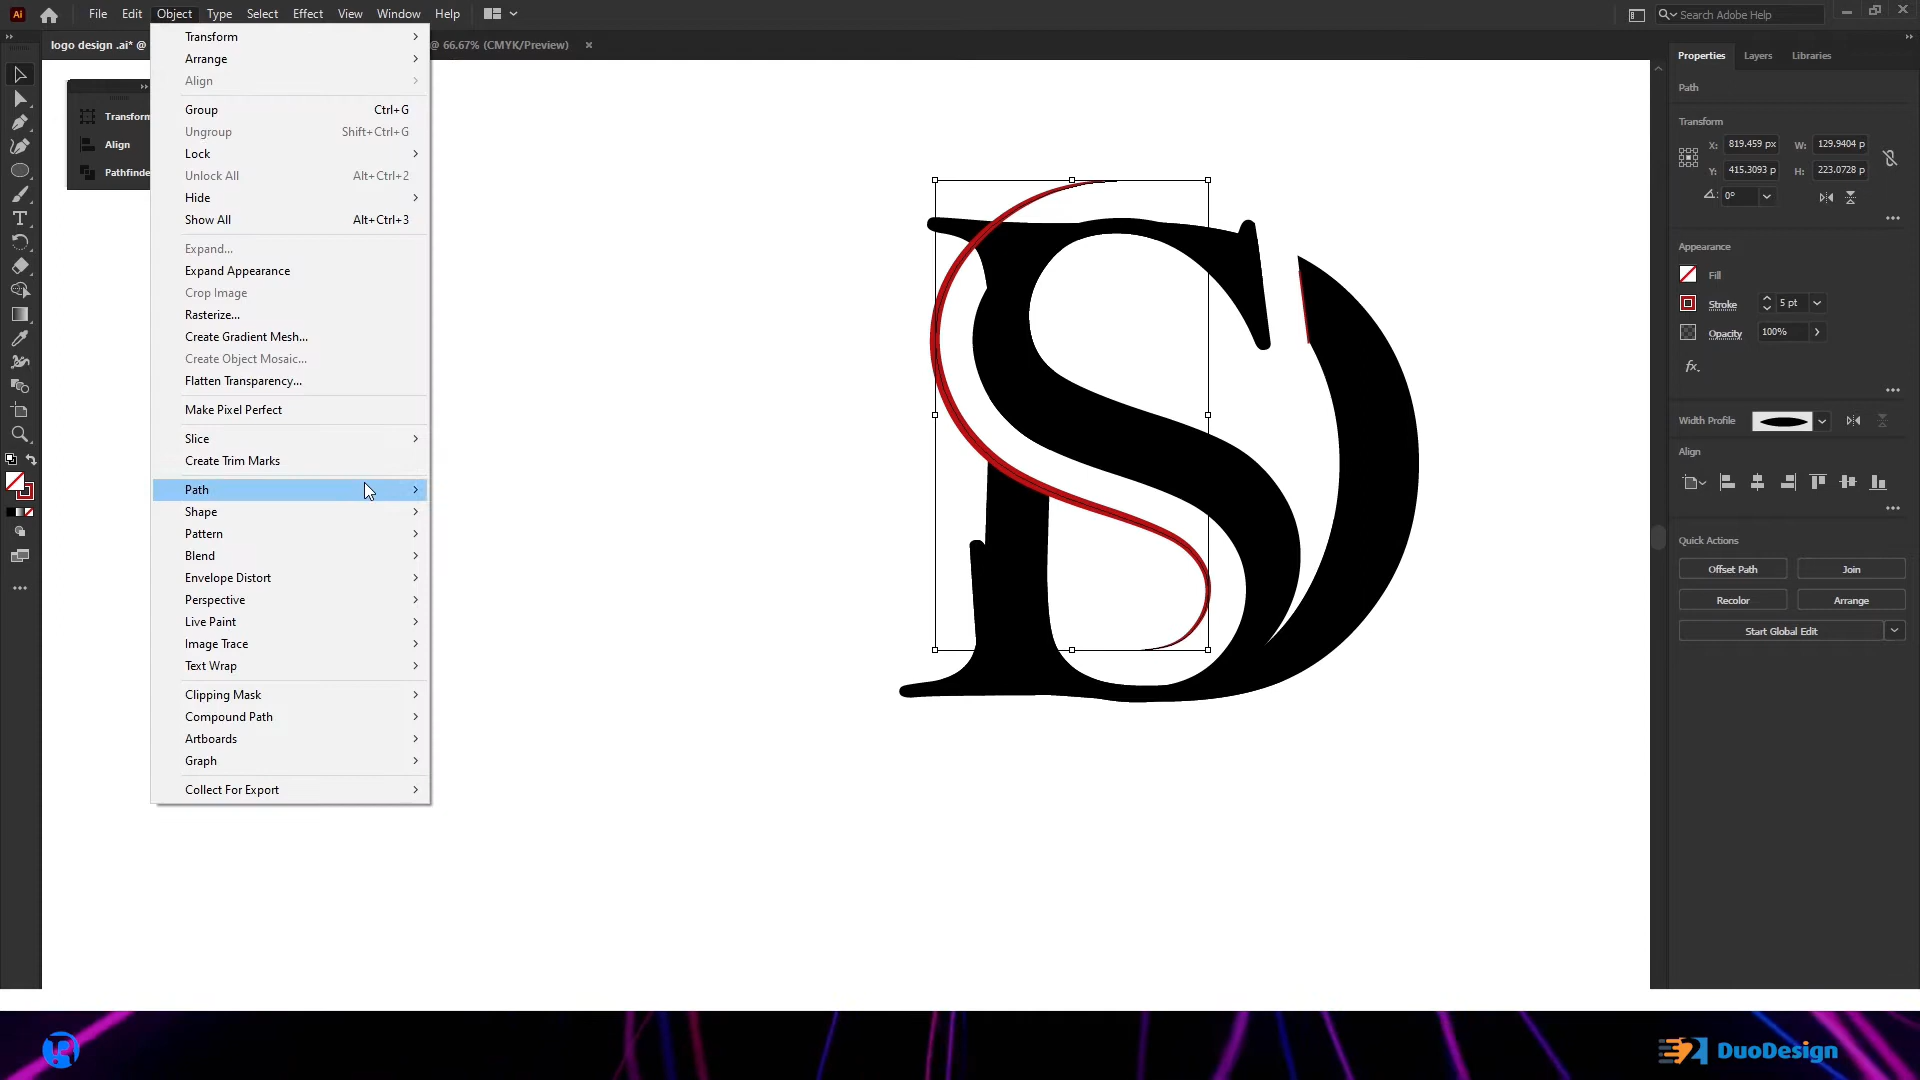 Ai File Edit Object Type Select Effect View Window Help Search Adobe Help
logo design .ai* @ @ 66.67% (CMYK/Preview) ×
Transform
Arrange
Align
Group Ctrl+G
Ungroup Shift+Ctrl+G
Lock
Unlock All Alt+Ctrl+2
Hide
Show All Alt+Ctrl+3
Expand...
Expand Appearance
Crop Image
Rasterize...
Create Gradient Mesh...
Create Object Mosaic...
Flatten Transparency...
Make Pixel Perfect
Slice
Create Trim Marks
Path
Shape
Pattern
Blend
Envelope Distort
Perspective
Live Paint
Image Trace
Text Wrap
Clipping Mask
Compound Path
Artboards
Graph
Collect For Export
Transform
Align
Pathfinde
SD
Properties Layers Libraries
Path
Transform
X: 819.459 px W: 129.9404 p
Y: 415.3093 p H: 223.0728 p
0°
Appearance
Fill
Stroke 5 pt
Opacity 100%
fx.
Width Profile
Align
Quick Actions
Offset Path Join
Recolor Arrange
Start Global Edit
DuoDesign